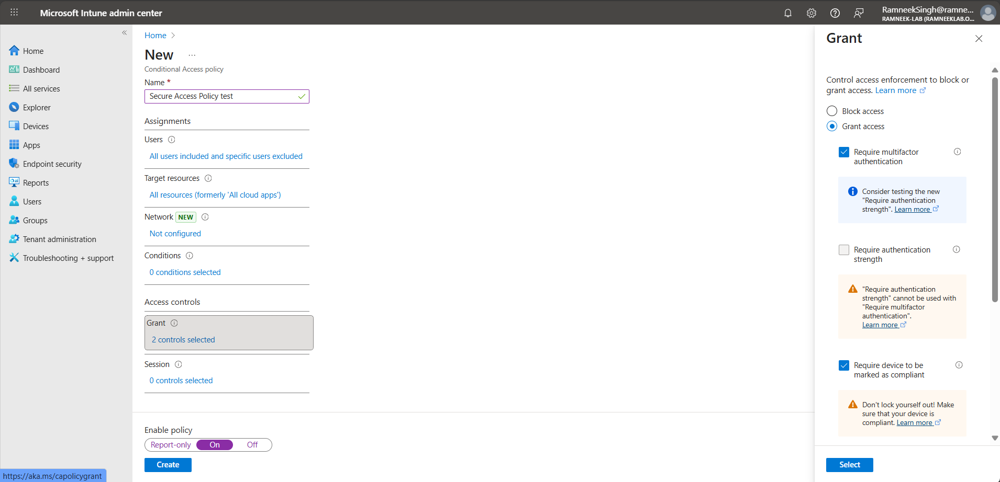 Microsoft Intune admin center
RamneekSingh@ramne...
RAMNEEK-LAB (RAMNEEKLAB.O...
Home
Dashboard
All services
Explorer
Devices
Apps
Endpoint security
Reports
Users
Groups
Tenant administration
Troubleshooting + support
https://aka.ms/capolicygrant
Home
New ...
Conditional Access policy
Name *
Secure Access Policy test
Assignments
Users
All users included and specific users excluded
Target resources
All resources (formerly 'All cloud apps')
Network NEW
Not configured
Conditions
0 conditions selected
Access controls
Grant
2 controls selected
Session
0 controls selected
Enable policy
Report-only On Off
Create
Grant
Control access enforcement to block or
grant access. Learn more
Block access
Grant access
Require multifactor
authentication
Consider testing the new
"Require authentication
strength". Learn more
Require authentication
strength
"Require authentication
strength" cannot be used with
"Require multifactor
authentication".
Learn more
Require device to be
marked as compliant
Don't lock yourself out! Make
sure that your device is
compliant. Learn more
Select